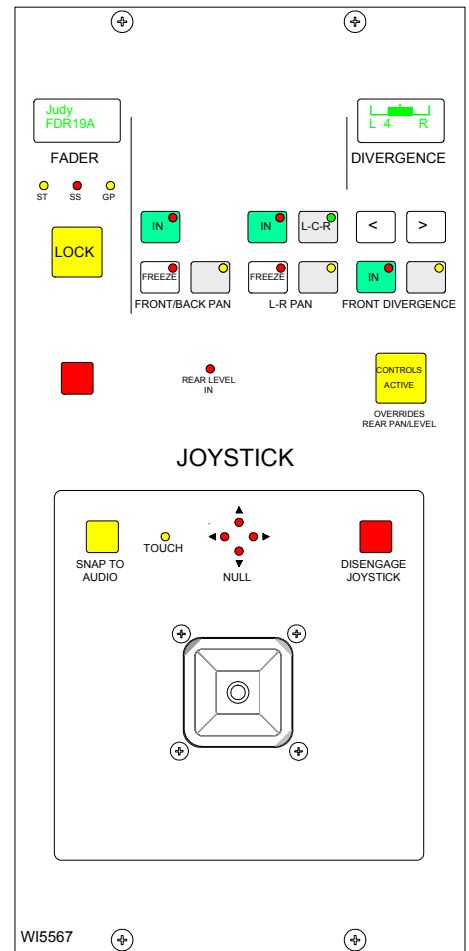 Judy
FDR19A
L 4 R
FADER
DIVERGENCE
ST SS GP
LOCK
IN
IN
L-C-R
<
>
FREEZE
FREEZE
IN
FRONT/BACK PAN
L-R PAN
FRONT DIVERGENCE
REAR LEVEL
IN
CONTROLS
ACTIVE
OVERRIDES
REAR PAN/LEVEL
JOYSTICK
SNAP TO
AUDIO
TOUCH
NULL
DISENGAGE
JOYSTICK
WI5567